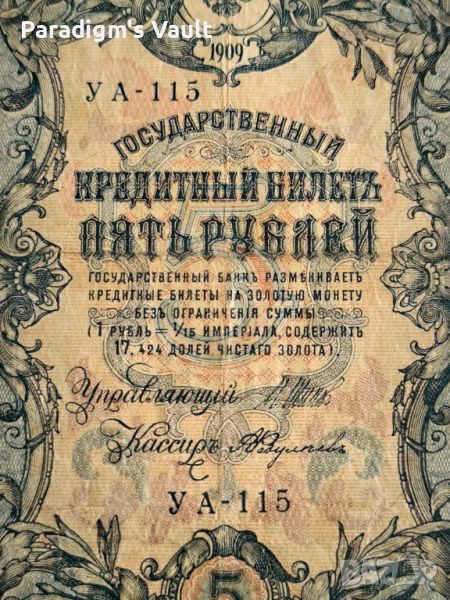 Paradigm's Vault
1909
УА-115
ГОСУДАРСТВЕННЫЙ
КРЕДИТНЫЙ БИЛЕТЪ
ПЯТЬ РУБЛЕЙ
ГОСУДАРСТВЕННЫЙ БАНКЪ РАЗМѢНИВАЕТЪ
КРЕДИТНЫЕ БИЛЕТЫ НА ЗОЛОТУЮ МОНЕТУ
БЕЗЪ ОГРАНИЧЕНІЯ СУММЫ
(1 РУБЛЬ = 1/15 ИМПЕРІАЛА, СОДЕРЖИТЪ
17,424 ДОЛЕЙ ЧИСТАГО ЗОЛОТА).
Управляющій
Кассиръ
УА-115
5
BAZAR